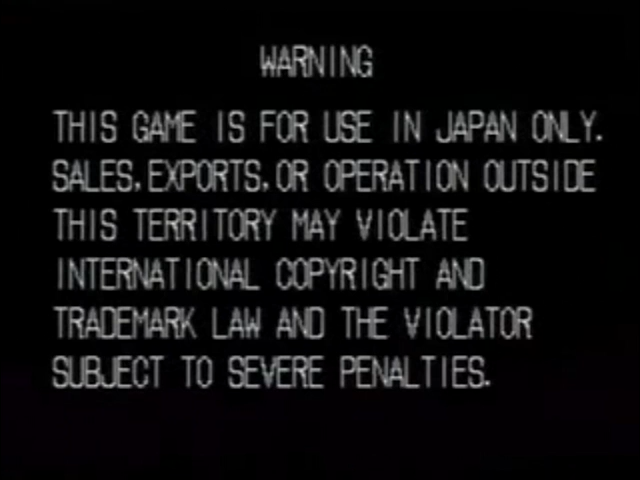 WARNING
THIS GAME IS FOR USE IN JAPAN ONLY.
SALES,EXPORTS,OR OPERATION OUTSIDE
THIS TERRITORY MAY VIOLATE
INTERNATIONAL COPYRIGHT AND
TRADEMARK LAW AND THE VIOLATOR
SUBJECT TO SEVERE PENALTIES.